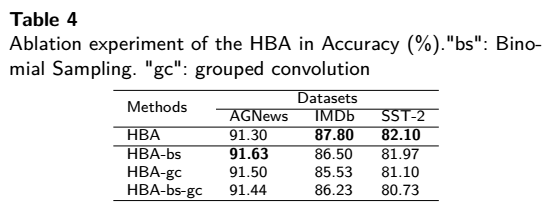 Table 4
Ablation experiment of the HBA in Accuracy (%)."bs": Bino-
mial Sampling. "gc": grouped convolution
Methods Datasets
AGNews IMDb SST-2
HBA 91.30 87.80 82.10
HBA-bs 91.63 86.50 81.97
HBA-gc 91.50 85.53 81.10
HBA-bs-gc 91.44 86.23 80.73